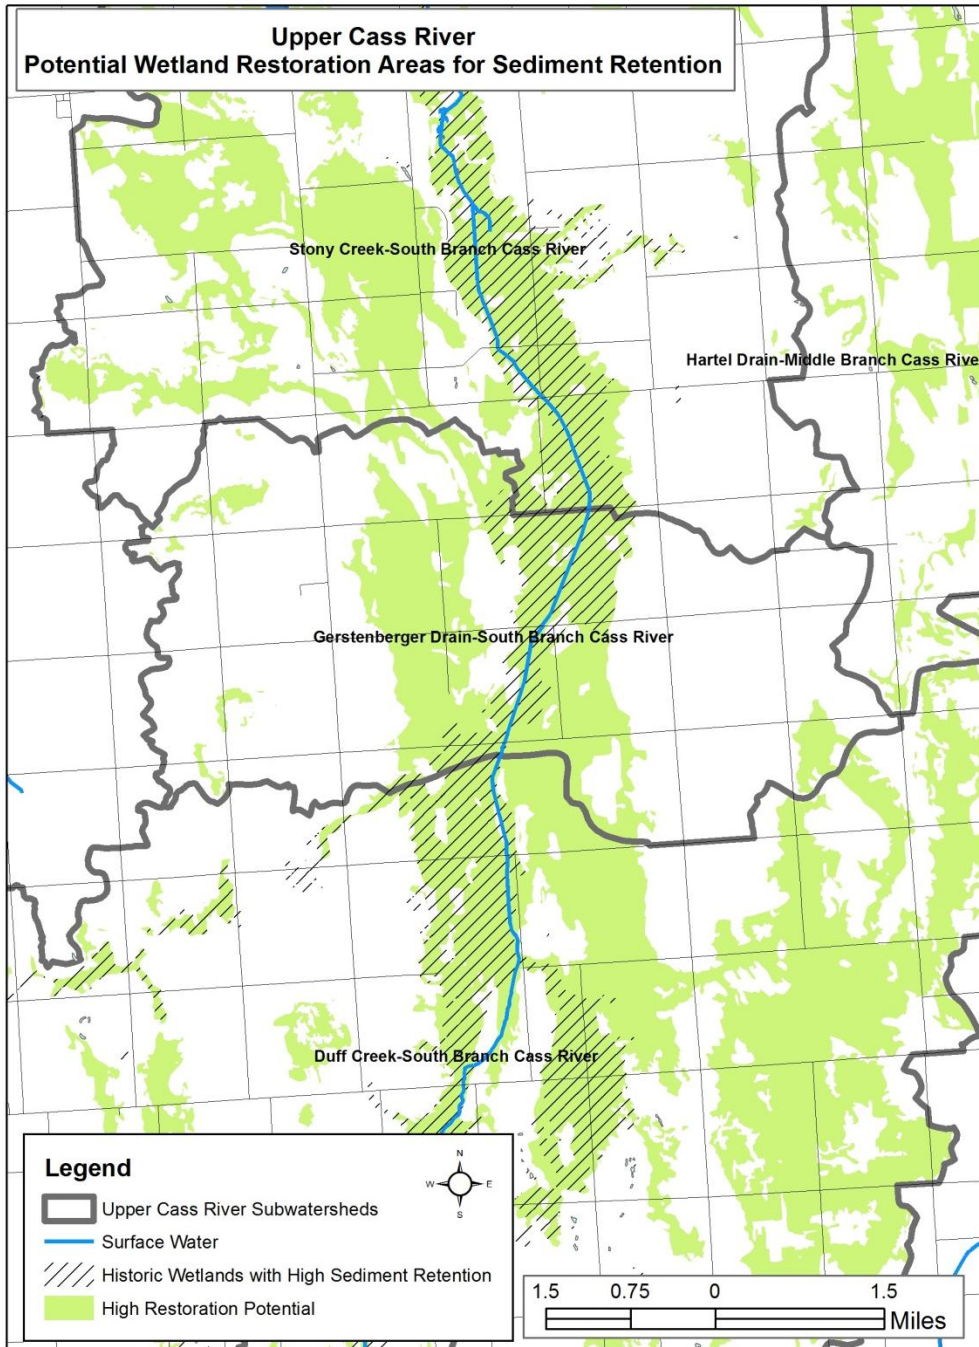 Upper Cass River
Potential Wetland Restoration Areas for Sediment Retention
Stony Creek-South Branch Cass River
Hartel Drain-Middle Branch Cass Rive
Gerstenberger Drain-South Branch Cass River
Duff Creek-South Branch Cass River
Legend
N
W E
S
Upper Cass River Subwatersheds
Surface Water
Historic Wetlands with High Sediment Retention
High Restoration Potential
1.5 0.75 0 1.5
Miles